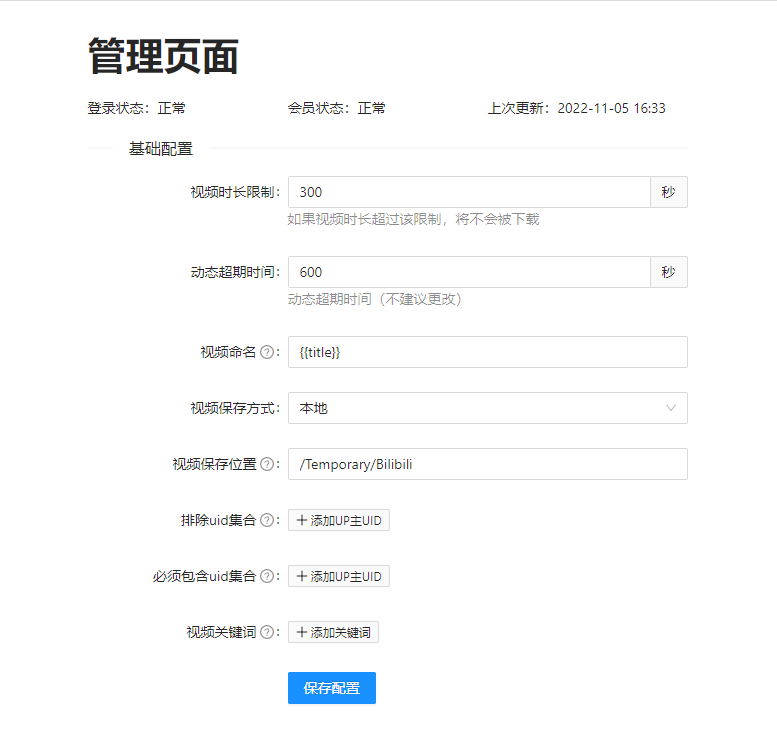 管理页面
登录状态：正常 会员状态：正常 上次更新：2022-11-05 16:33
基础配置
视频时长限制： 300 秒
如果视频时长超过该限制，将不会被下载
动态超期时间： 600 秒
动态超期时间（不建议更改）
视频命名： {{title}}
视频保存方式： 本地
视频保存位置： /Temporary/Bilibili
排除uid集合： + 添加UP主UID
必须包含uid集合： + 添加UP主UID
视频关键词： + 添加关键词
保存配置